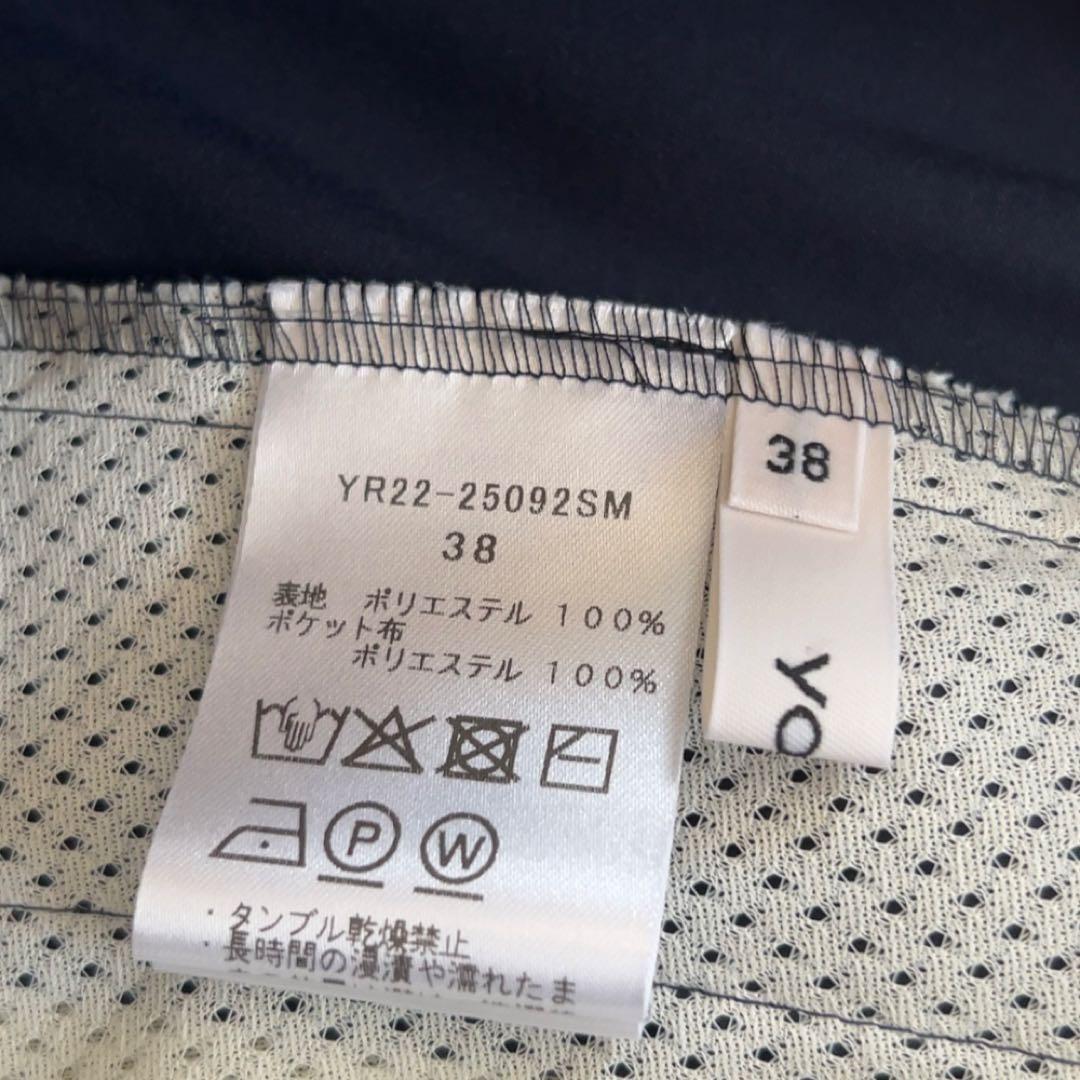 YR22-25092SM
38
表地 ポリエステル 100%
ポケット布
ポリエステル 100%
P W
・タンブル乾燥禁止
・長時間の浸漬や濡れたま
38
yo